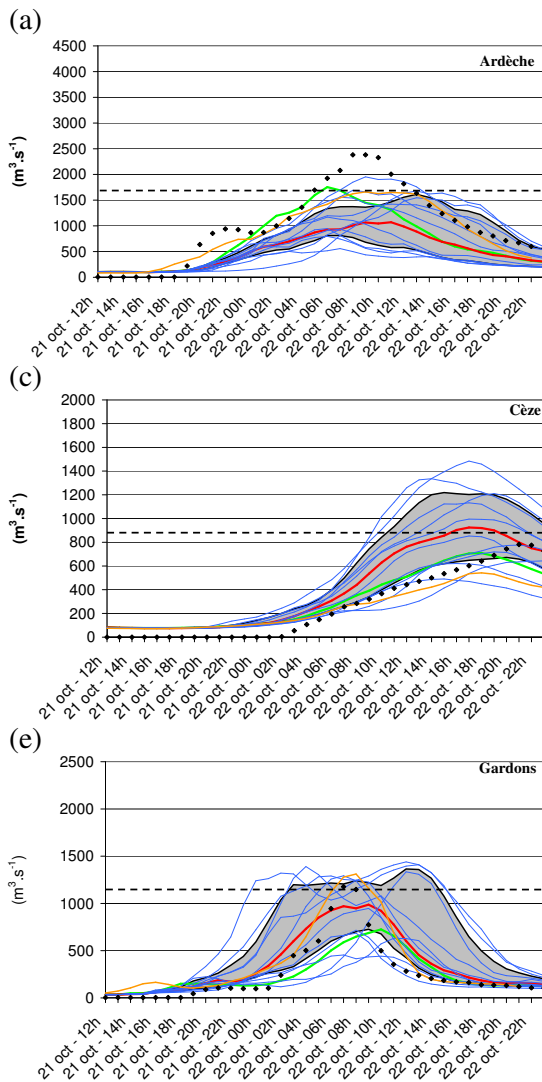 (a)
Ardèche
(m³.s⁻¹)
4500
4000
3500
3000
2500
2000
1500
1000
500
0
21 oct - 12h
21 oct - 14h
21 oct - 16h
21 oct - 18h
21 oct - 20h
21 oct - 22h
22 oct - 00h
22 oct - 02h
22 oct - 04h
22 oct - 06h
22 oct - 08h
22 oct - 10h
22 oct - 12h
22 oct - 14h
22 oct - 16h
22 oct - 18h
22 oct - 20h
22 oct - 22h
(c)
Cèze
(m³.s⁻¹)
2000
1800
1600
1400
1200
1000
800
600
400
200
0
21 oct - 12h
21 oct - 14h
21 oct - 16h
21 oct - 18h
21 oct - 20h
21 oct - 22h
22 oct - 00h
22 oct - 02h
22 oct - 04h
22 oct - 06h
22 oct - 08h
22 oct - 10h
22 oct - 12h
22 oct - 14h
22 oct - 16h
22 oct - 18h
22 oct - 20h
22 oct - 22h
(e)
Gardons
(m³.s⁻¹)
2500
2000
1500
1000
500
0
21 oct - 12h
21 oct - 14h
21 oct - 16h
21 oct - 18h
21 oct - 20h
21 oct - 22h
22 oct - 00h
22 oct - 02h
22 oct - 04h
22 oct - 06h
22 oct - 08h
22 oct - 10h
22 oct - 12h
22 oct - 14h
22 oct - 16h
22 oct - 18h
22 oct - 20h
22 oct - 22h